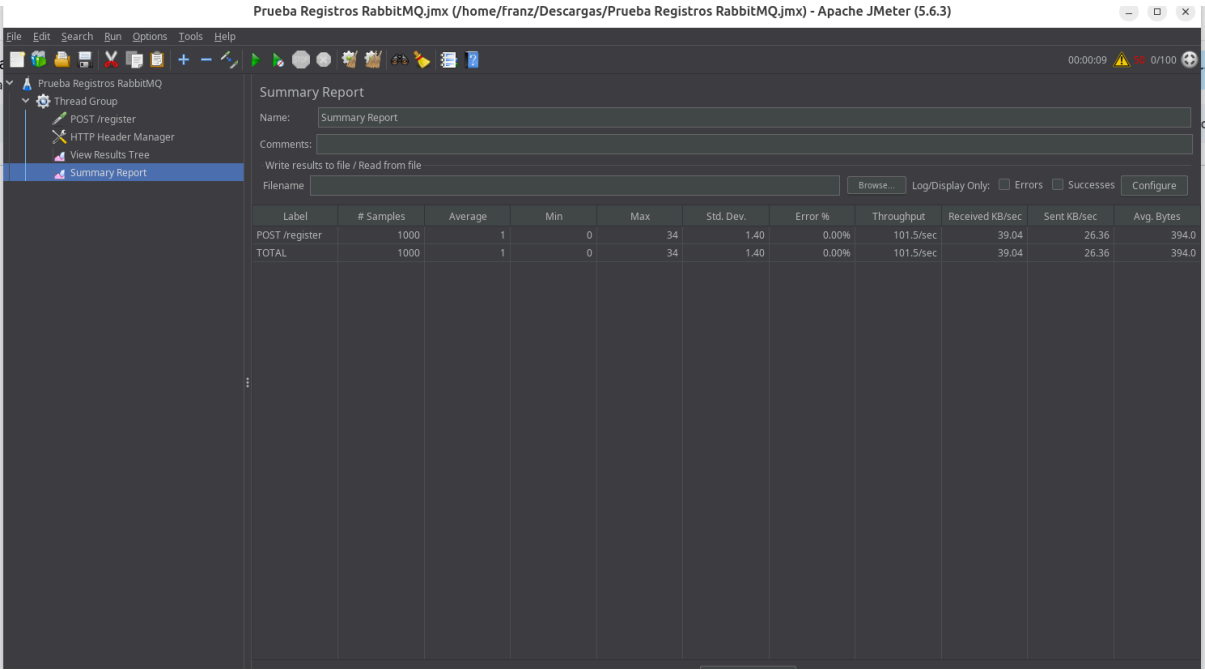 Prueba Registros RabbitMQ.jmx (/home/franz/Descargas/Prueba Registros RabbitMQ.jmx) - Apache JMeter (5.6.3)
File Edit Search Run Options Tools Help
00:00:09 0/100
Prueba Registros RabbitMQ
Thread Group
POST /register
HTTP Header Manager
View Results Tree
Summary Report
Summary Report
Name: Summary Report
Comments:
Write results to file / Read from file
Filename Browse... Log/Display Only: Errors Successes Configure
Label # Samples Average Min Max Std. Dev. Error % Throughput Received KB/sec Sent KB/sec Avg. Bytes
POST /register 1000 1 0 34 1.40 0.00% 101.5/sec 39.04 26.36 394.0
TOTAL 1000 1 0 34 1.40 0.00% 101.5/sec 39.04 26.36 394.0